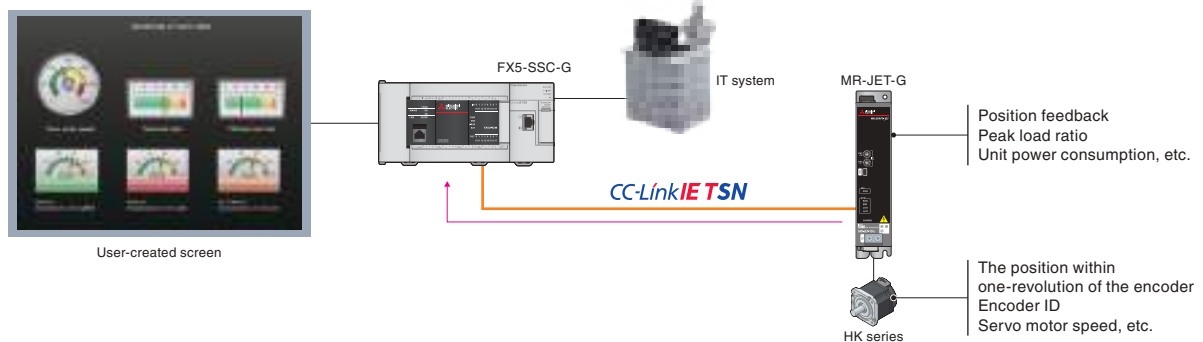 FX5-SSC-G
IT system
MR-JET-G
Position feedback
Peak load ratio
Unit power consumption, etc.
CC-Link IE TSN
User-created screen
The position within
one-revolution of the encoder
Encoder ID
Servo motor speed, etc.
HK series